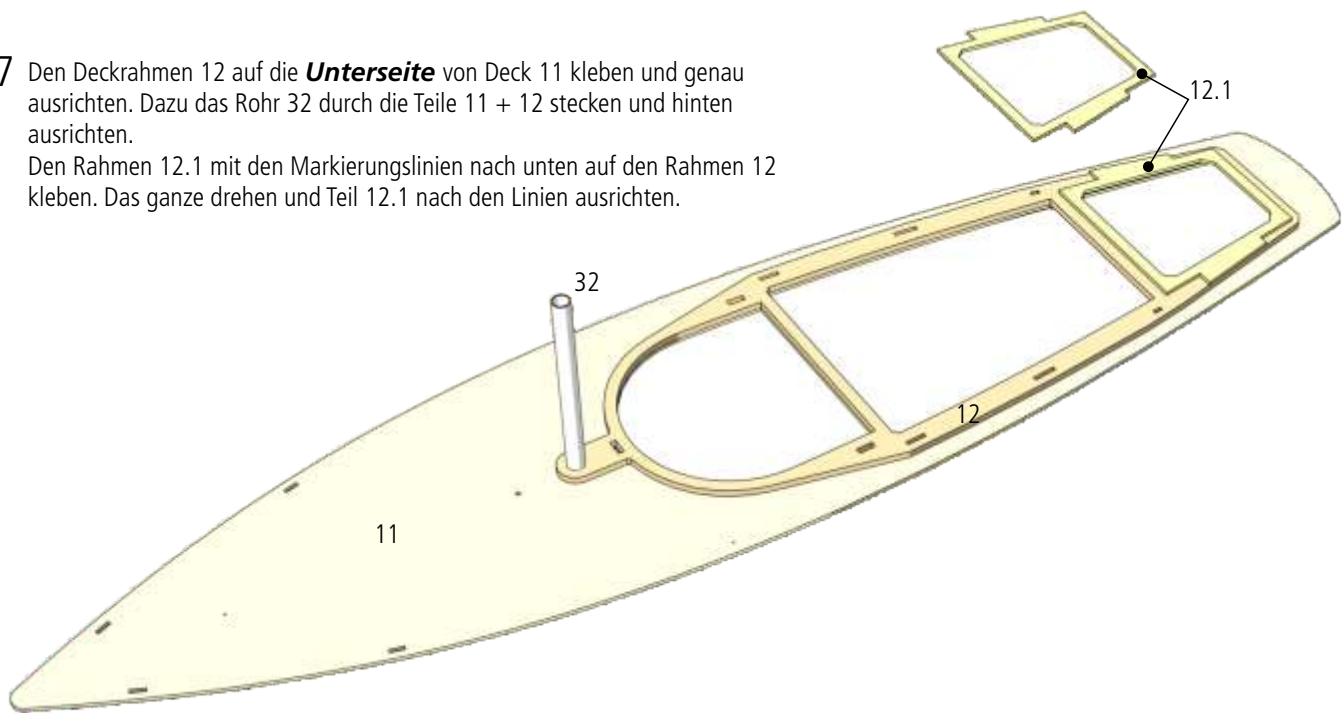 7 Den Deckrahmen 12 auf die Unterseite von Deck 11 kleben und genau
ausrichten. Dazu das Rohr 32 durch die Teile 11 + 12 stecken und hinten
ausrichten.
Den Rahmen 12.1 mit den Markierungslinien nach unten auf den Rahmen 12
kleben. Das ganze drehen und Teil 12.1 nach den Linien ausrichten.
12.1
32
12
11